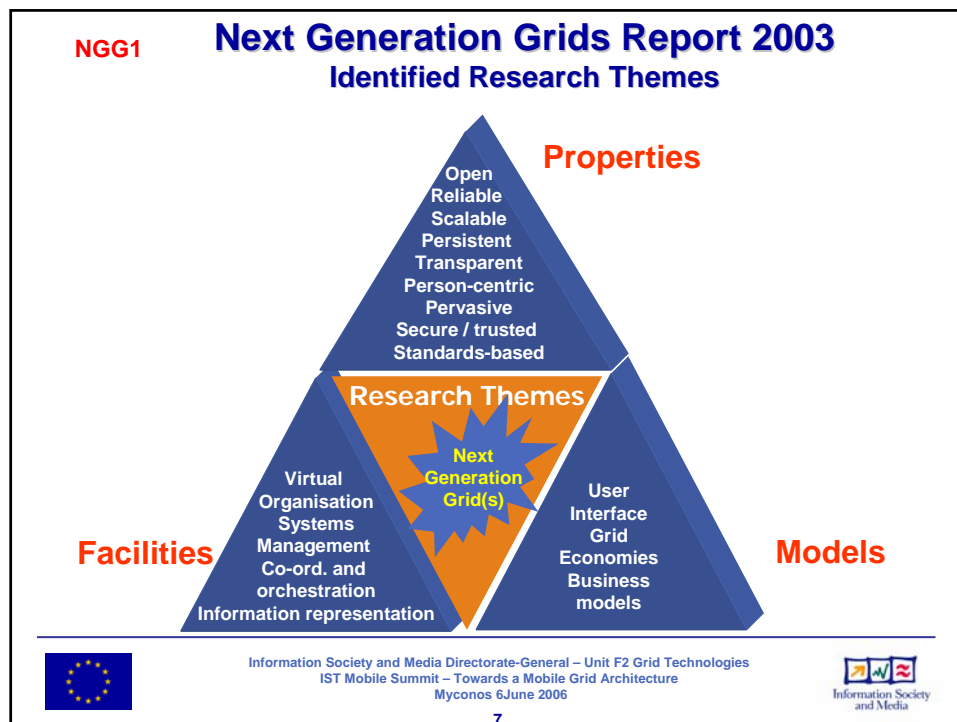 NGG1
Next Generation Grids Report 2003
Identified Research Themes
Properties
Open
Reliable
Scalable
Persistent
Transparent
Person-centric
Pervasive
Secure / trusted
Standards-based
Research Themes
Next
Generation
Grid(s)
Facilities
Virtual
Organisation
Systems
Management
Co-ord. and
orchestration
Information representation
User
Interface
Grid
Economies
Business
models
Models
Information Society and Media Directorate-General – Unit F2 Grid Technologies
IST Mobile Summit – Towards a Mobile Grid Architecture
Myconos 6June 2006
7
Information Society
and Media